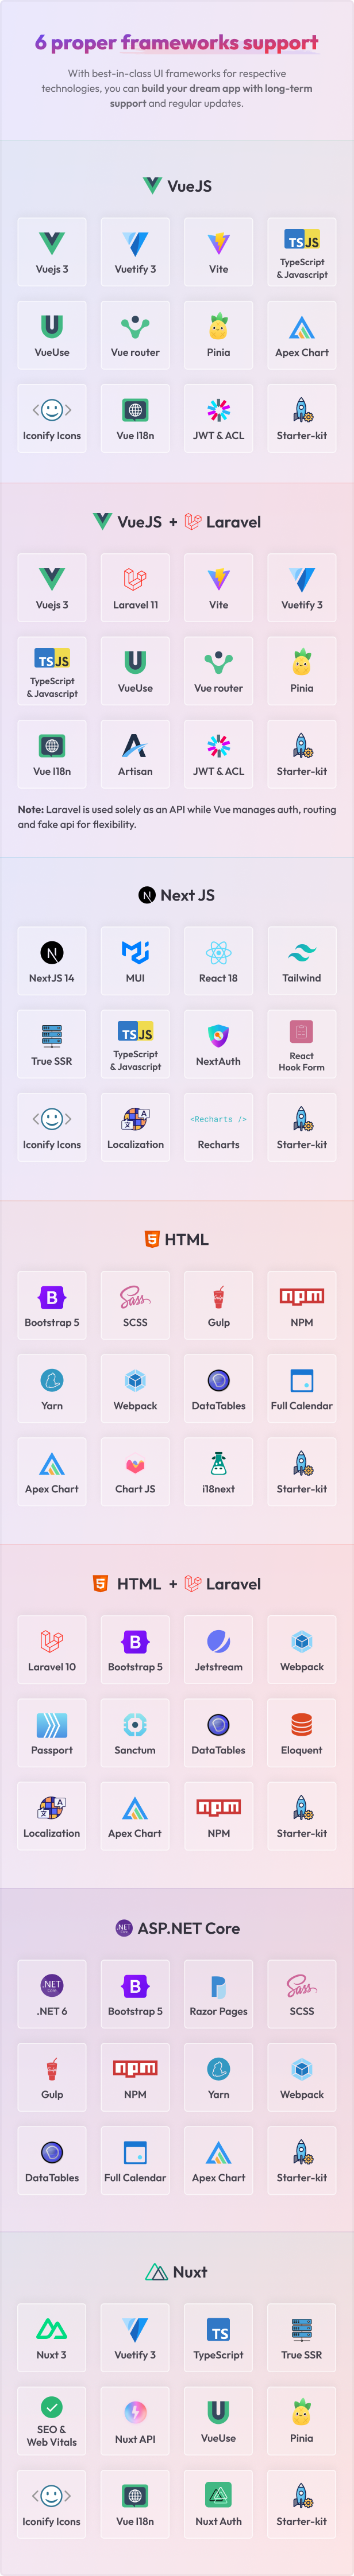 6 proper frameworks support
With best-in-class UI frameworks for respective
technologies, you can build your dream app with long-term
support and regular updates.
VueJS
Vuejs 3
Vuetify 3
Vite
TS JS
TypeScript
& Javascript
VueUse
Vue router
Pinia
Apex Chart
Iconify Icons
Vue I18n
JWT & ACL
Starter-kit
VueJS + Laravel
Vuejs 3
Laravel 11
Vite
Vuetify 3
TS JS
TypeScript
& Javascript
VueUse
Vue router
Pinia
Vue I18n
Artisan
JWT & ACL
Starter-kit
Note: Laravel is used solely as an API while Vue manages auth, routing
and fake api for flexibility.
Next JS
NextJS 14
MUI
React 18
Tailwind
True SSR
TS JS
TypeScript
& Javascript
NextAuth
React
Hook Form
Iconify Icons
Localization
<Recharts />
Recharts
Starter-kit
HTML
Bootstrap 5
Sass
SCSS
Gulp
npm
NPM
Yarn
Webpack
DataTables
Full Calendar
Apex Chart
Chart JS
i18next
Starter-kit
HTML + Laravel
Laravel 10
Bootstrap 5
Jetstream
Webpack
Passport
Sanctum
DataTables
Eloquent
Localization
Apex Chart
npm
NPM
Starter-kit
.NET Core
ASP.NET Core
.NET Core
.NET 6
Bootstrap 5
Razor Pages
Sass
SCSS
Gulp
npm
NPM
Yarn
Webpack
DataTables
Full Calendar
Apex Chart
Starter-kit
Nuxt
Nuxt 3
Vuetify 3
TS
TypeScript
True SSR
SEO &
Web Vitals
Nuxt API
VueUse
Pinia
Iconify Icons
Vue I18n
Nuxt Auth
Starter-kit